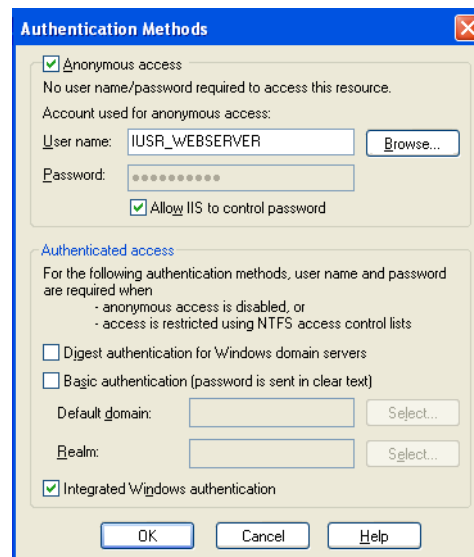 Authentication Methods
Anonymous access
No user name/password required to access this resource.
Account used for anonymous access:
User name: IUSR_WEBSERVER Browse...
Password: ●●●●●●●●●●
Allow IIS to control password
Authenticated access
For the following authentication methods, user name and password
are required when
- anonymous access is disabled, or
- access is restricted using NTFS access control lists
Digest authentication for Windows domain servers
Basic authentication (password is sent in clear text)
Default domain: Select...
Realm: Select...
Integrated Windows authentication
OK Cancel Help